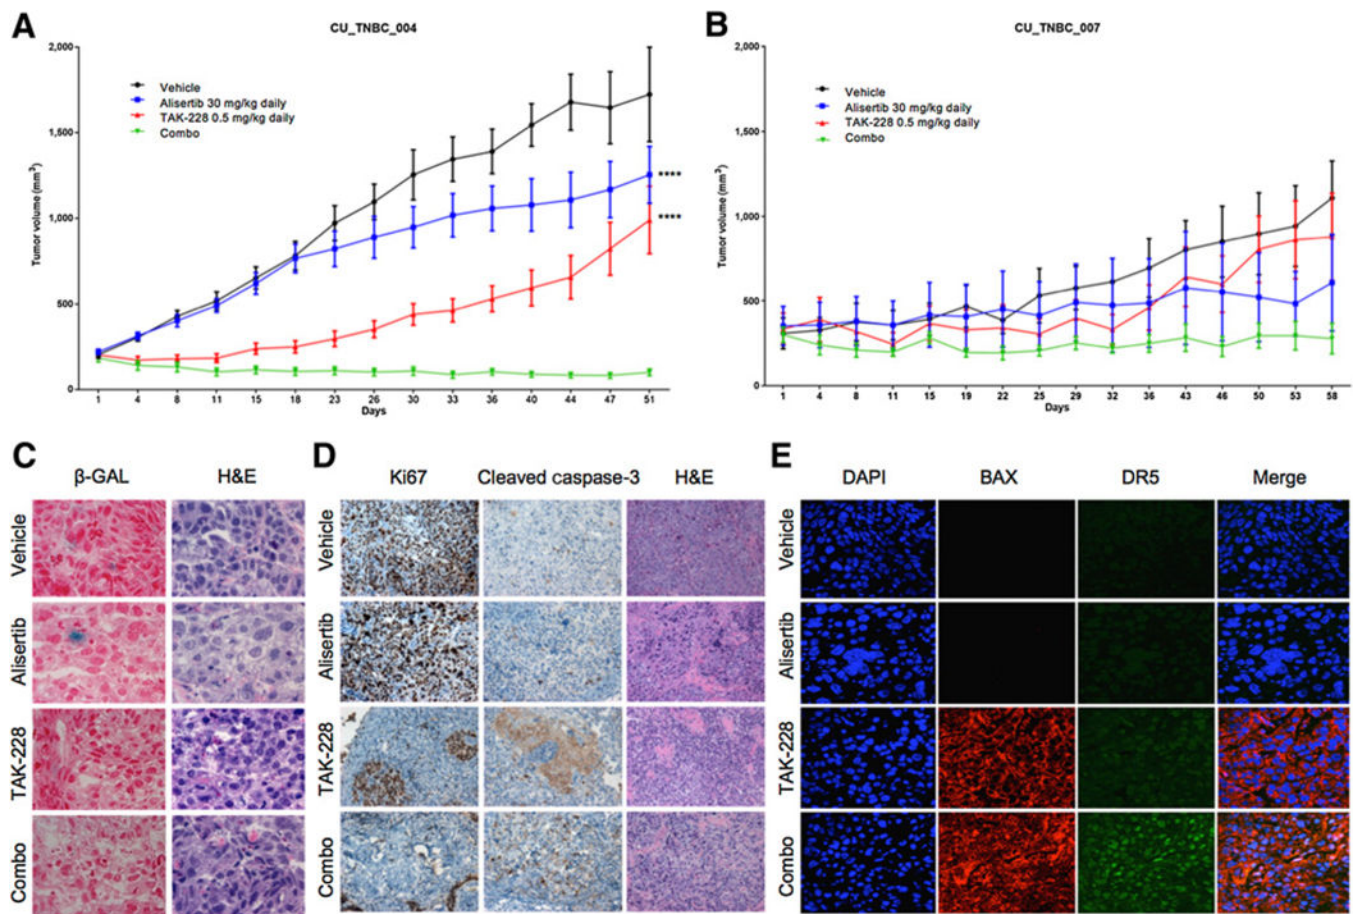 A
CU_TNBC_004
2,000
1,500
1,000
500
0
Tumor volume (mm³)
Vehicle
Alisertib 30 mg/kg daily
TAK-228 0.5 mg/kg daily
Combo
****
****
1 4 8 11 15 18 23 26 30 33 36 40 44 47 51
Days
B
CU_TNBC_007
2,000
1,500
1,000
500
0
Tumor volume (mm³)
Vehicle
Alisertib 30 mg/kg daily
TAK-228 0.5 mg/kg daily
Combo
1 4 8 11 15 19 22 25 29 32 36 43 46 50 53 58
Days
C
β-GAL H&E
Vehicle
Alisertib
TAK-228
Combo
D
Ki67 Cleaved caspase-3 H&E
Vehicle
Alisertib
TAK-228
Combo
E
DAPI BAX DR5 Merge
Vehicle
Alisertib
TAK-228
Combo